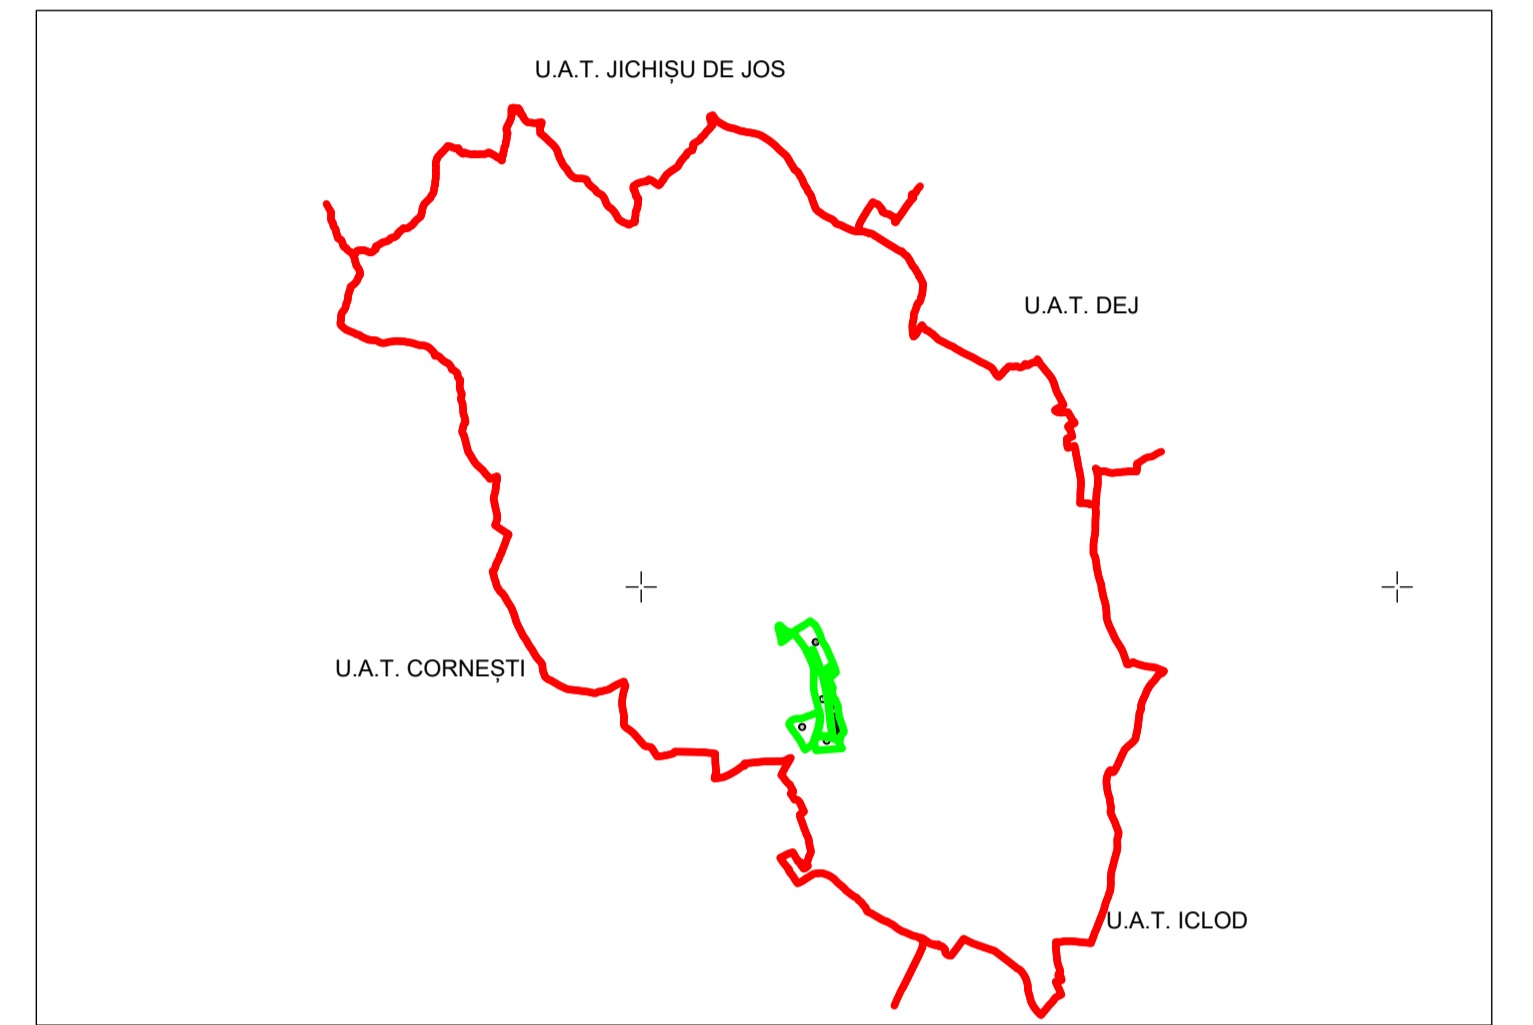 U.A.T. JICHIȘU DE JOS
U.A.T. DEJ
U.A.T. CORNEȘTI
U.A.T. ICLOD